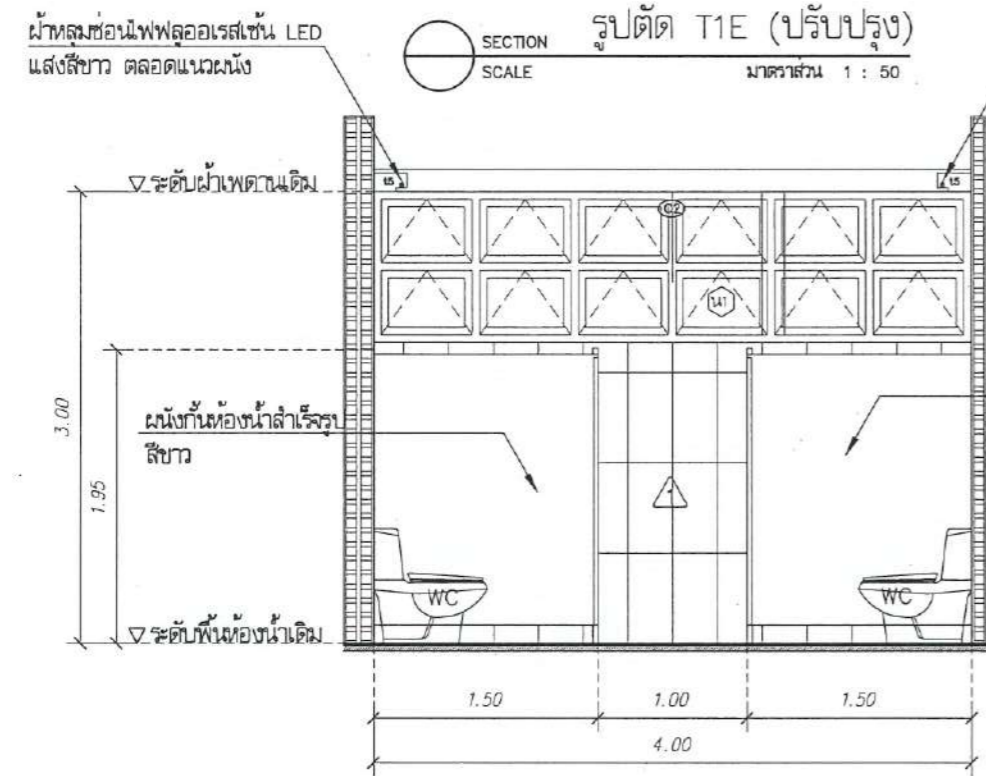 ฝ้าหลุมซ่อนไฟฟลูออเรสเซ้น LED
แสงสีขาว ตลอดแนวผนัง
SECTION
SCALE
รูปตัด T1E (ปรับปรุง)
มาตราส่วน 1 : 50
ระดับฝ้าเพดานเดิม
3.00
1.95
ผนังกั้นห้องน้ำสำเร็จรูป
สีขาว
1
WC
WC
ระดับพื้นห้องน้ำเดิม
1.50
1.00
1.50
4.00